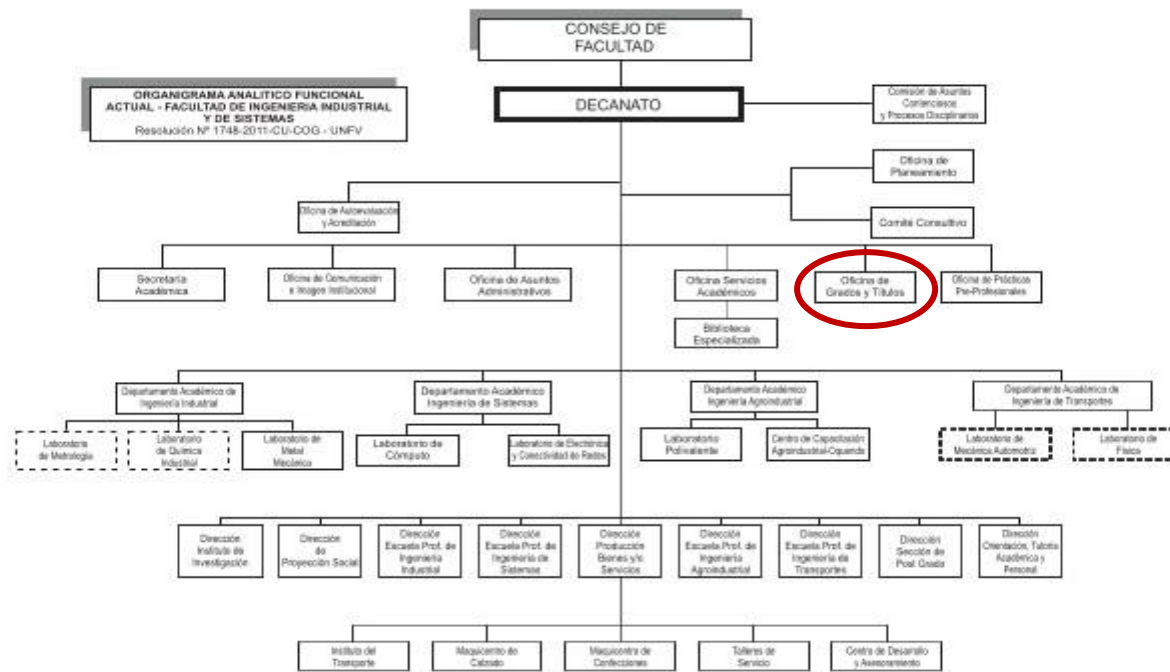 CONSEJO DE
FACULTAD
ORGANIGRAMA ANALITICO FUNCIONAL
ACTUAL - FACULTAD DE INGENIERIA INDUSTRIAL
Y DE SISTEMAS
Resolución Nº 1748-2011-CU-COG - UNFV
DECANATO
Comisión de Asuntos
Contenciosos
y Procesos Disciplinarios
Oficina de
Planeamiento
Oficina de Autoevaluación
y Acreditación
Comité Consultivo
Secretaría
Académica
Oficina de Comunicación
e Imagen Institucional
Oficina de Asuntos
Administrativos
Oficina Servicios
Académicos
Oficina de
Grados y Títulos
Oficina de Prácticas
Pre-Profesionales
Biblioteca
Especializada
Departamento Académico de
Ingeniería Industrial
Departamento Académico
Ingeniería de Sistemas
Departamento Académico
Ingeniería Agroindustrial
Departamento Académico de
Ingeniería de Transportes
Laboratorio
de Metrología
Laboratorio
de Química
Industrial
Laboratorio de
Metal
Mecánica
Laboratorio de
Cómputo
Laboratorio de Electrónica
y Conectividad de Redes
Laboratorio
Polivalente
Centro de Capacitación
Agroindustrial-Oquendo
Laboratorio de
Mecánica Automotriz
Laboratorio de
Física
Dirección
Instituto de
Investigación
Dirección
de
Proyección Social
Dirección
Escuela Prof. de
Ingeniería
Industrial
Dirección
Escuela Prof. de
Ingeniería de
Sistemas
Dirección
Producción
Bienes y/o
Servicios
Dirección
Escuela Prof. de
Ingeniería
Agroindustrial
Dirección
Escuela Prof. de
Ingeniería de
Transportes
Dirección
Sección de
Post Grado
Dirección
Orientación, Tutoría
Académica y
Personal
Instituto del
Transporte
Maquicentro de
Calzado
Maquicentro de
Confecciones
Talleres de
Servicio
Centro de Desarrollo
y Asesoramiento